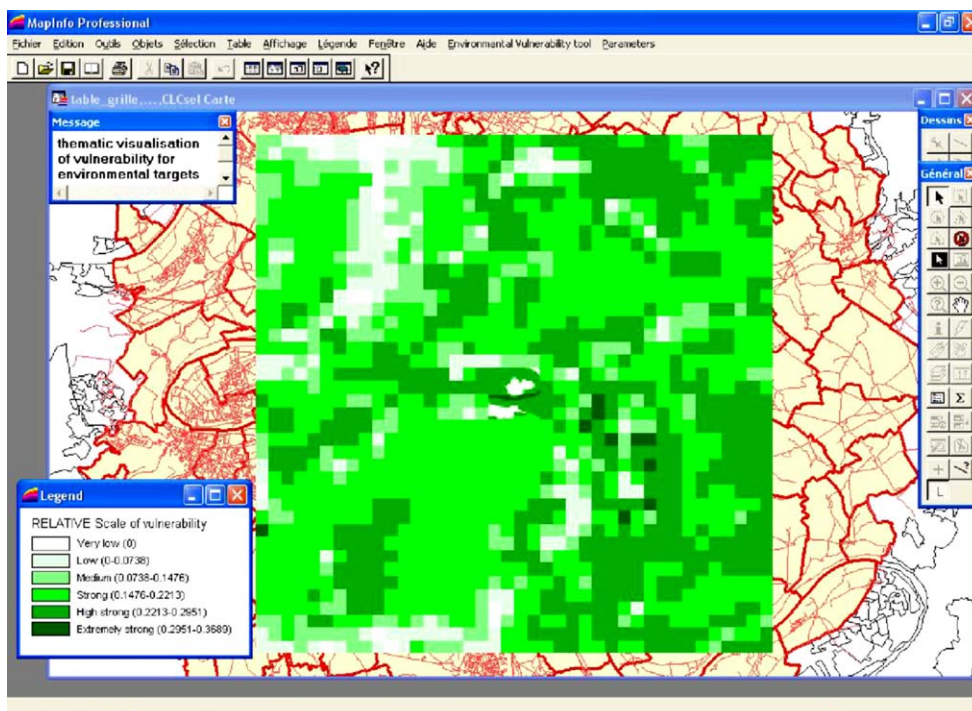 MapInfo Professional
Fichier Edition Outils Objets Sélection Table Affichage Légende Fenêtre Aide Environmantal Vulnerability tool Parameters
table_grille,...,CLCsel Carte
Message
thematic visualisation
of vulnerability for
environmental targets
Dessins
Général
Legend
RELATIVE Scale of vulnerability
Very low (0)
Low (0-0.0738)
Medium (0.0738-0.1476)
Strong (0.1476-0.2213)
High strong (0.2213-0.2951)
Extremely strong (0.2951-0.3689)